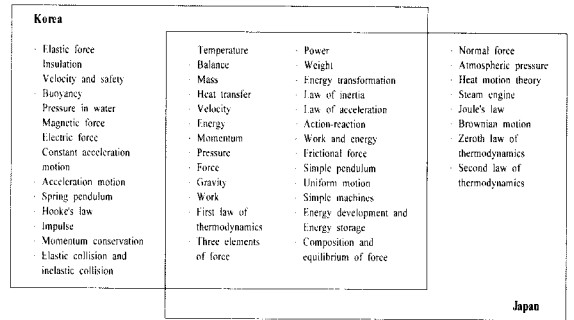 Korea
· Elastic force
Insulation
Velocity and safety
· Buoyancy
Pressure in water
Magnetic force
Electric force
Constant acceleration
motion
· Acceleration motion
· Spring pendulum
· Hooke's law
· Impulse
· Momentum conservation
· Elastic collision and
inelastic collision
Temperature
· Balance
· Mass
· Heat transfer
· Velocity
· Energy
· Momentum
· Pressure
· Force
· Gravity
· Work
· First law of
thermodynamics
· Three elements
of force
· Power
· Weight
· Energy transformation
· Law of inertia
· Law of acceleration
· Action-reaction
· Work and energy
· Frictional force
· Simple pendulum
· Uniform motion
· Simple machines
· Energy development and
Energy storage
· Composition and
equilibrium of force
· Normal force
· Atmospheric pressure
· Heat motion theory
· Steam engine
· Joule's law
· Brownian motion
· Zeroth law of
thermodynamics
· Second law of
thermodynamics
Japan